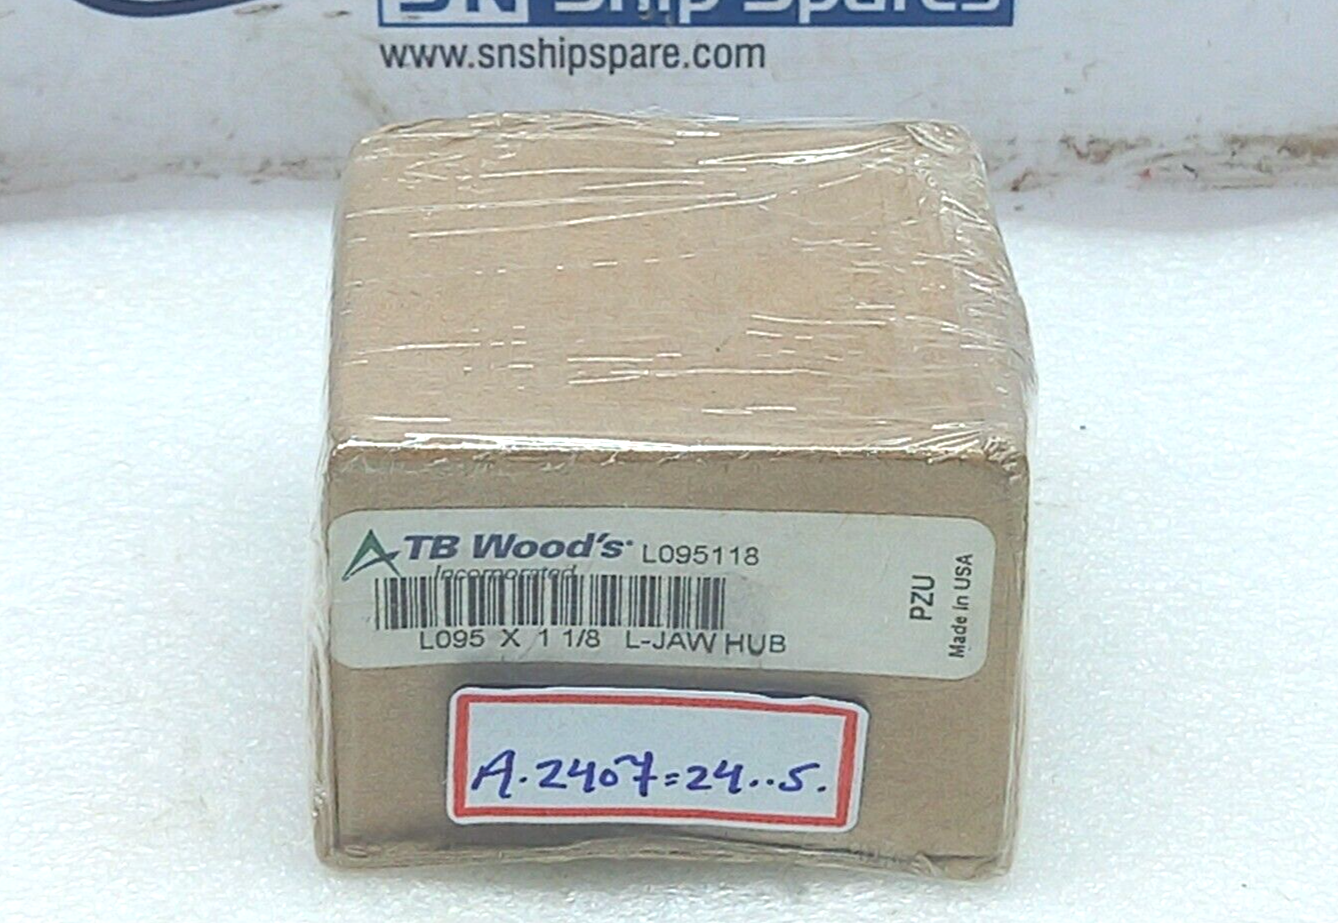 SN Ship Spares
www.snshipspare.com
TB Wood's L095118
Incorporated
L095 X 1 1/8 L-JAW HUB
PZU
Made in USA
A.2407=24..5.